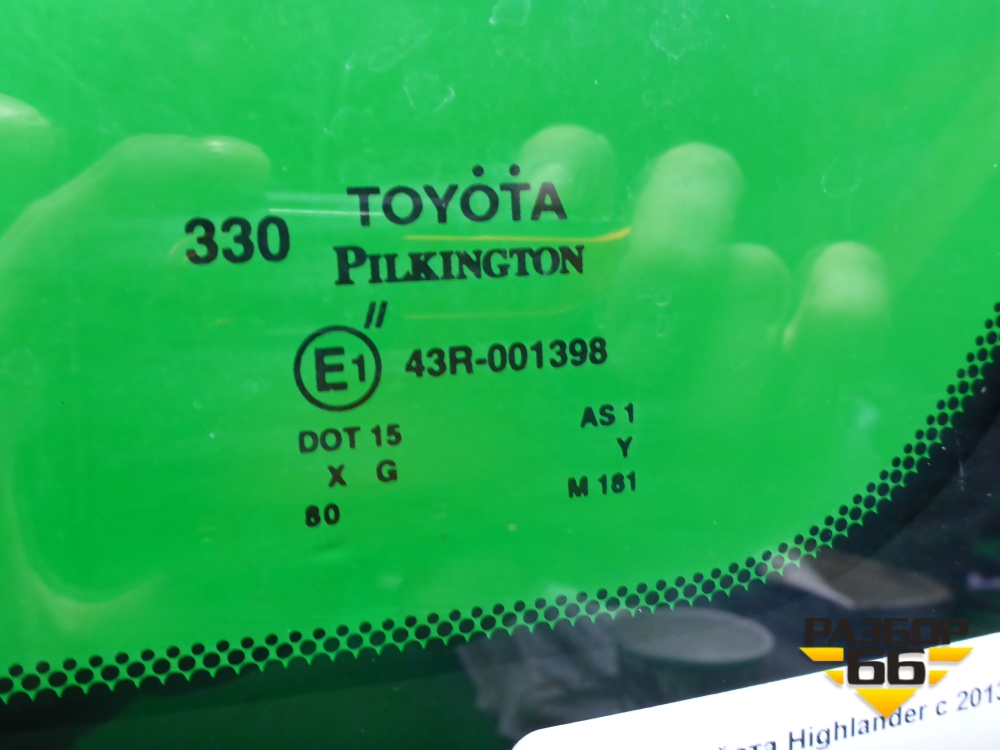 TOYOTA
330 PILKINGTON
//
E1 43R-001398
DOT 15 AS 1
X G Y
80 M 181
РАЗБОР
66
Highlander с 2013